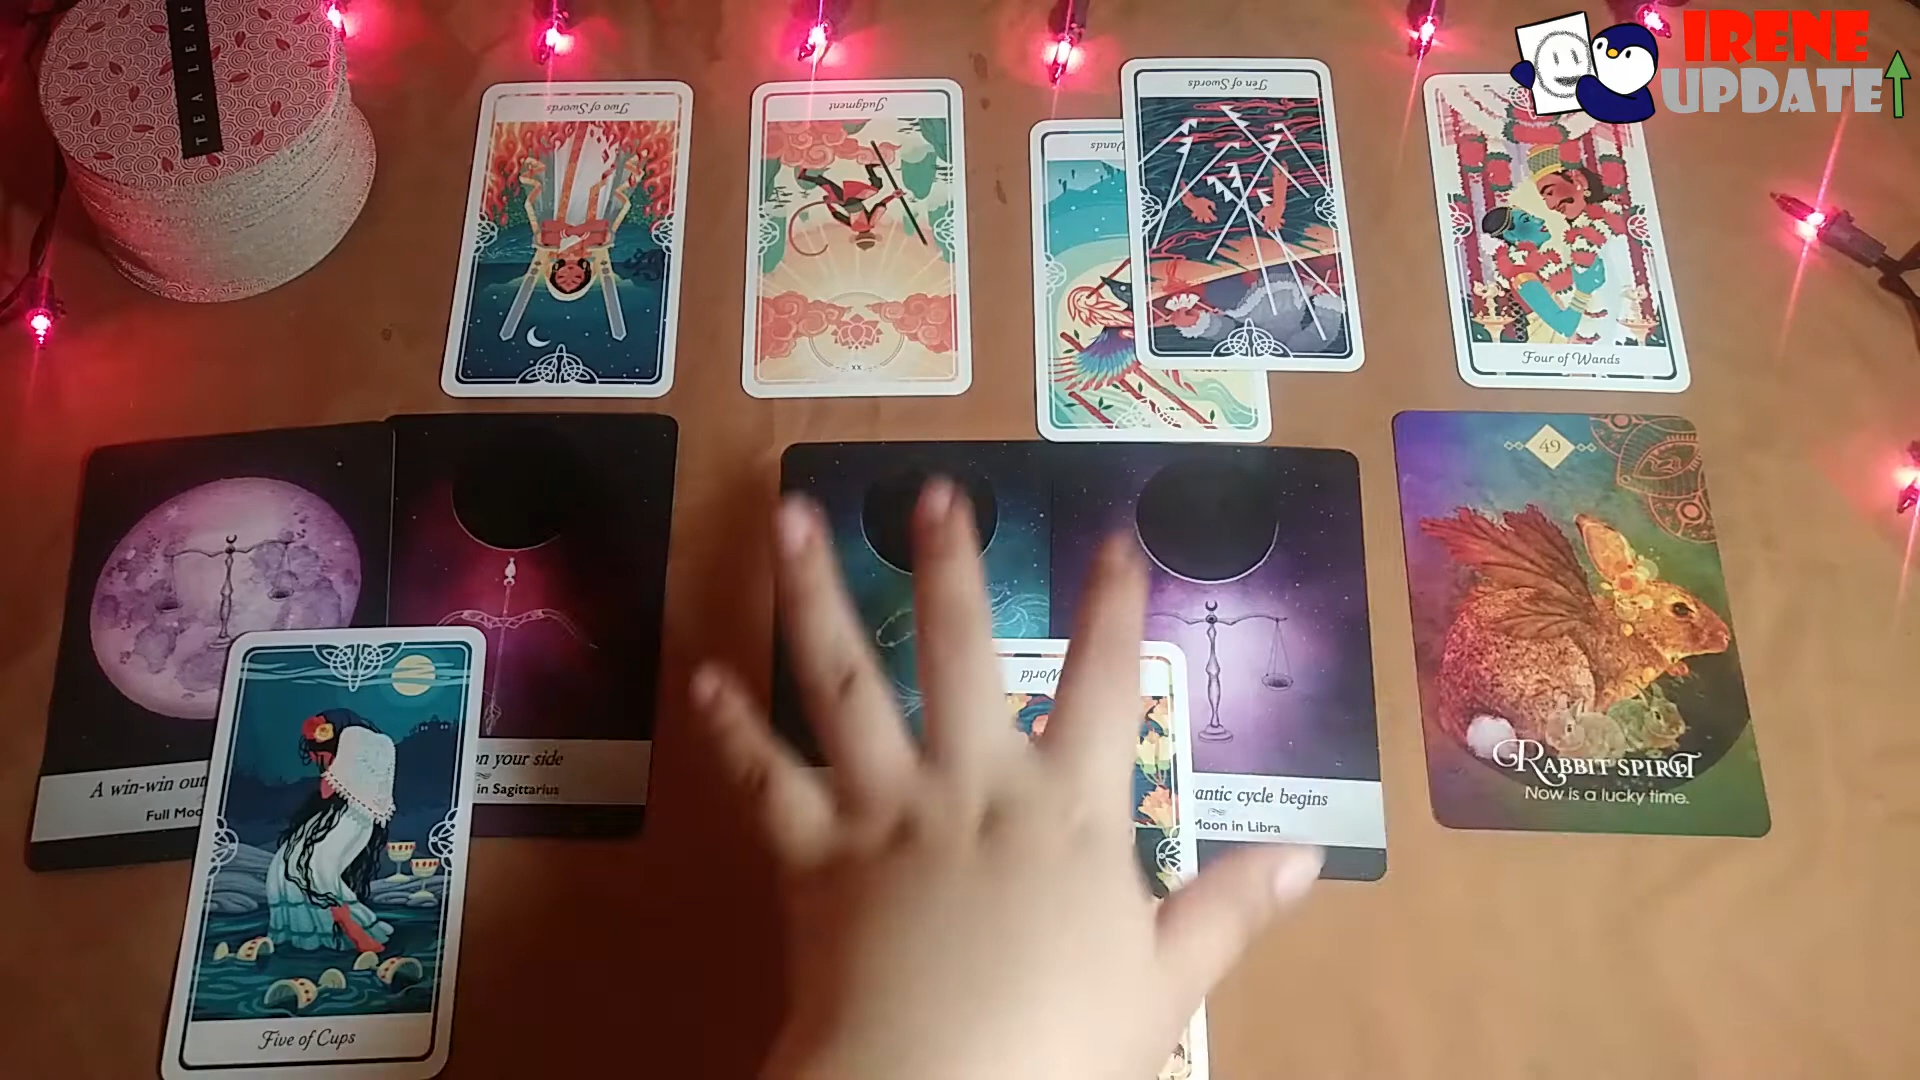 TEA LEAF
IRENE
UPDATE
Two of Swords
Judgment
XX
Wands
Ten of Swords
Four of Wands
A win-win out
Full Moo
on your side
in Sagittarius
Five of Cups
World
antic cycle begins
Moon in Libra
49
RABBIT SPIRIT
Now is a lucky time.